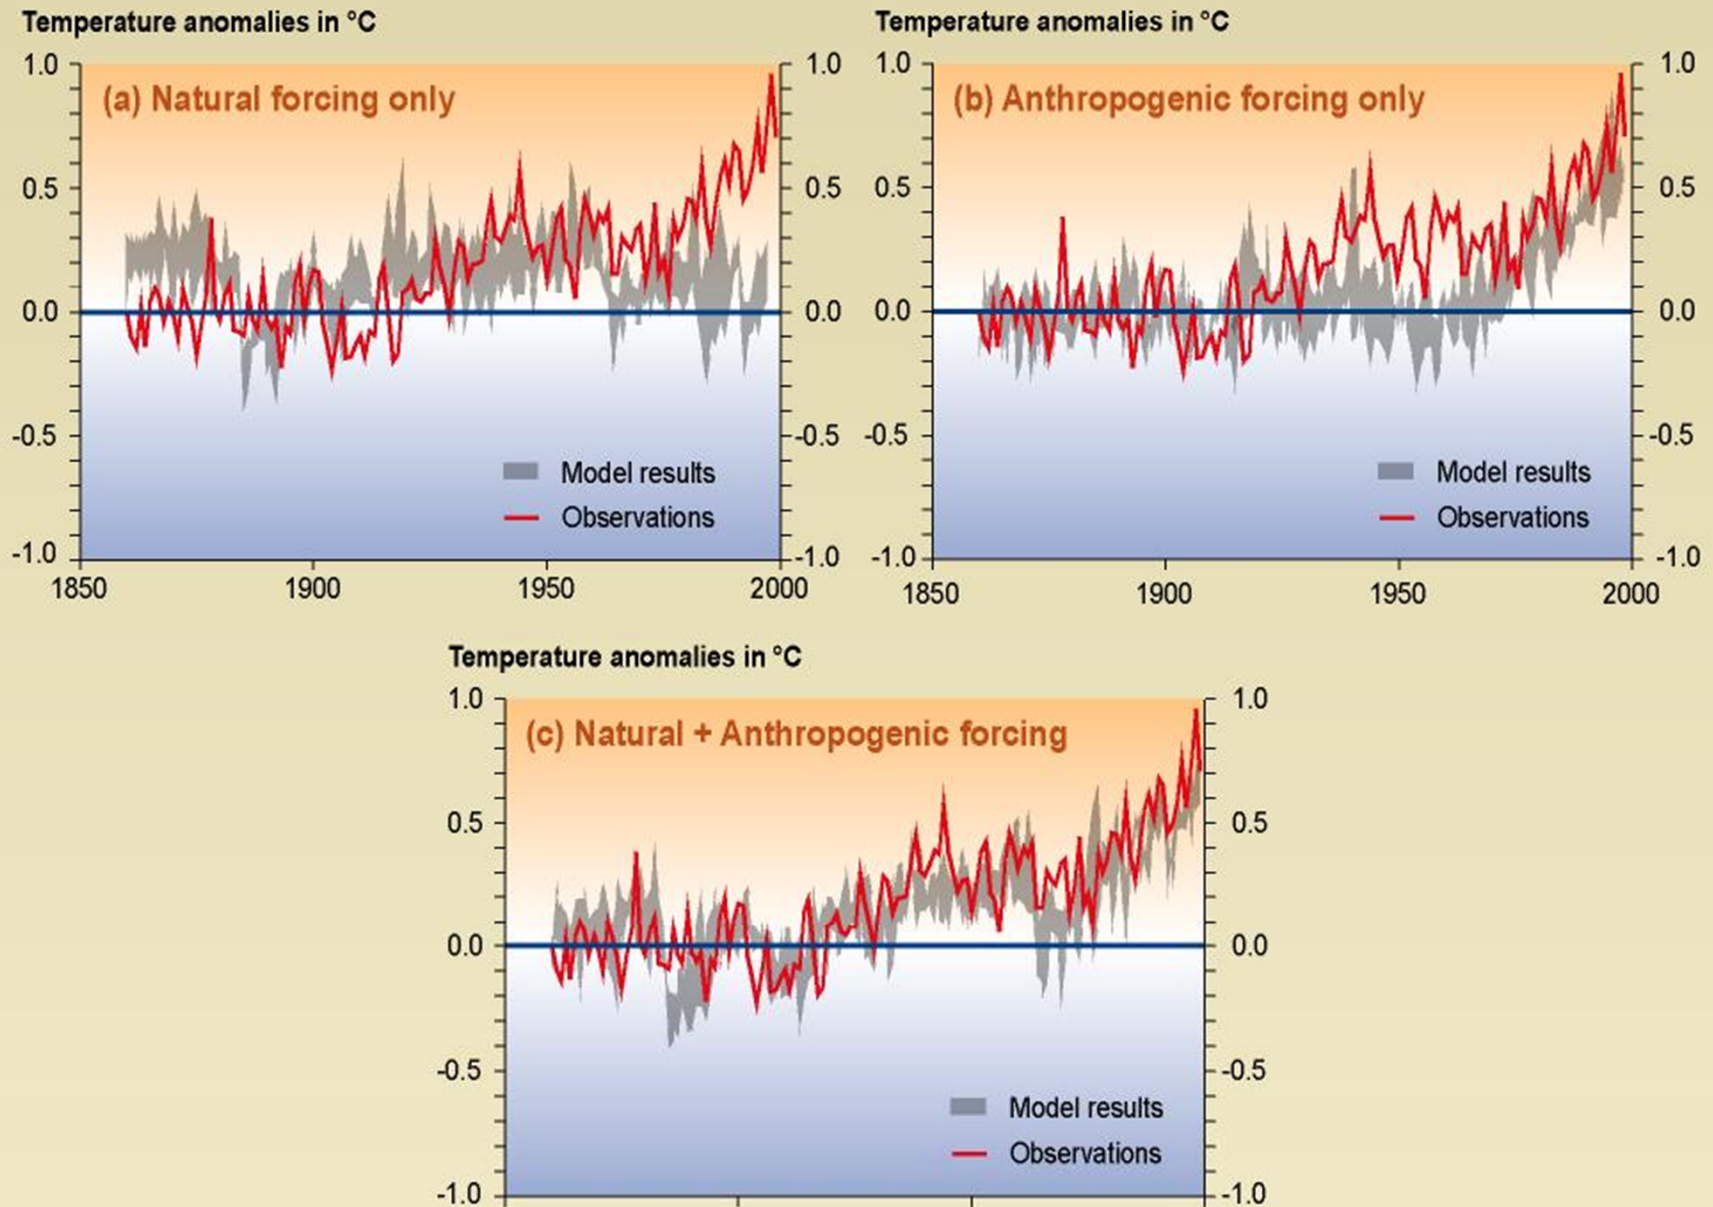 Temperature anomalies in °C
(a) Natural forcing only
1.0
0.5
0.0
-0.5
-1.0
1.0
0.5
0.0
-0.5
-1.0
Model results
Observations
1850 1900 1950 2000
Temperature anomalies in °C
(b) Anthropogenic forcing only
1.0
0.5
0.0
-0.5
-1.0
1.0
0.5
0.0
-0.5
-1.0
Model results
Observations
1850 1900 1950 2000
Temperature anomalies in °C
(c) Natural + Anthropogenic forcing
1.0
0.5
0.0
-0.5
-1.0
1.0
0.5
0.0
-0.5
-1.0
Model results
Observations